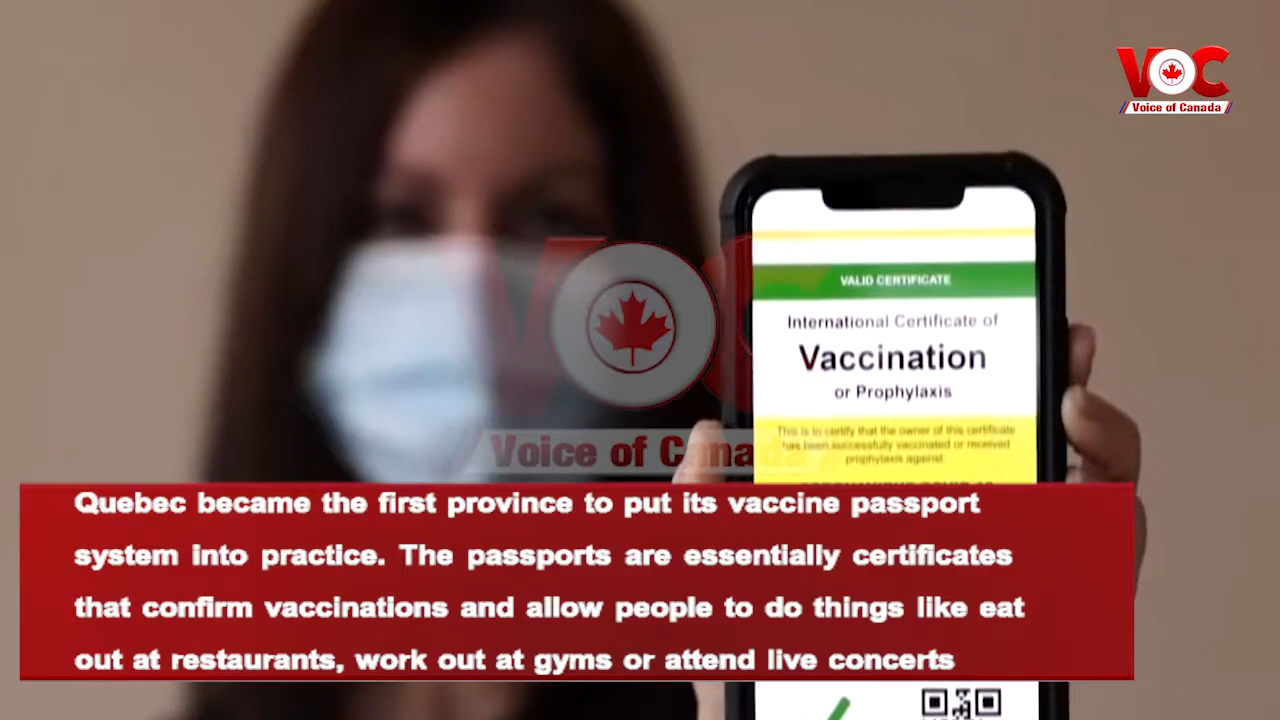 VOC
Voice of Canada
VALID CERTIFICATE
International Certificate of
Vaccination
or Prophylaxis
This is to certify that the owner of this certificate
has been successfully vaccinated or received
prophylaxis against:
VOC
Voice of Canada
Quebec became the first province to put its vaccine passport
system into practice. The passports are essentially certificates
that confirm vaccinations and allow people to do things like eat
out at restaurants, work out at gyms or attend live concerts